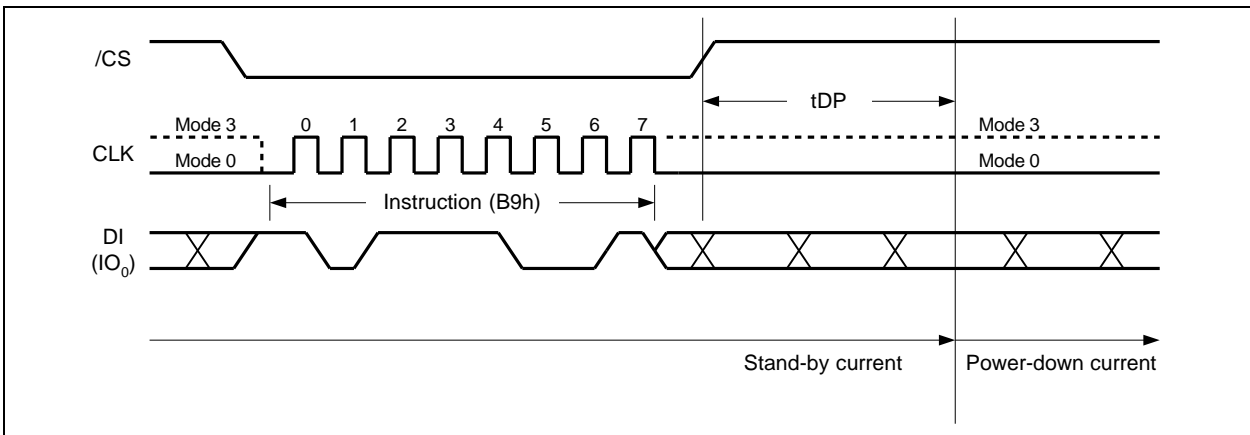 /CS
tDP
Mode 3
0 1 2 3 4 5 6 7
Mode 3
CLK
Mode 0
Mode 0
Instruction (B9h)
DI
(IO0)
Stand-by current
Power-down current